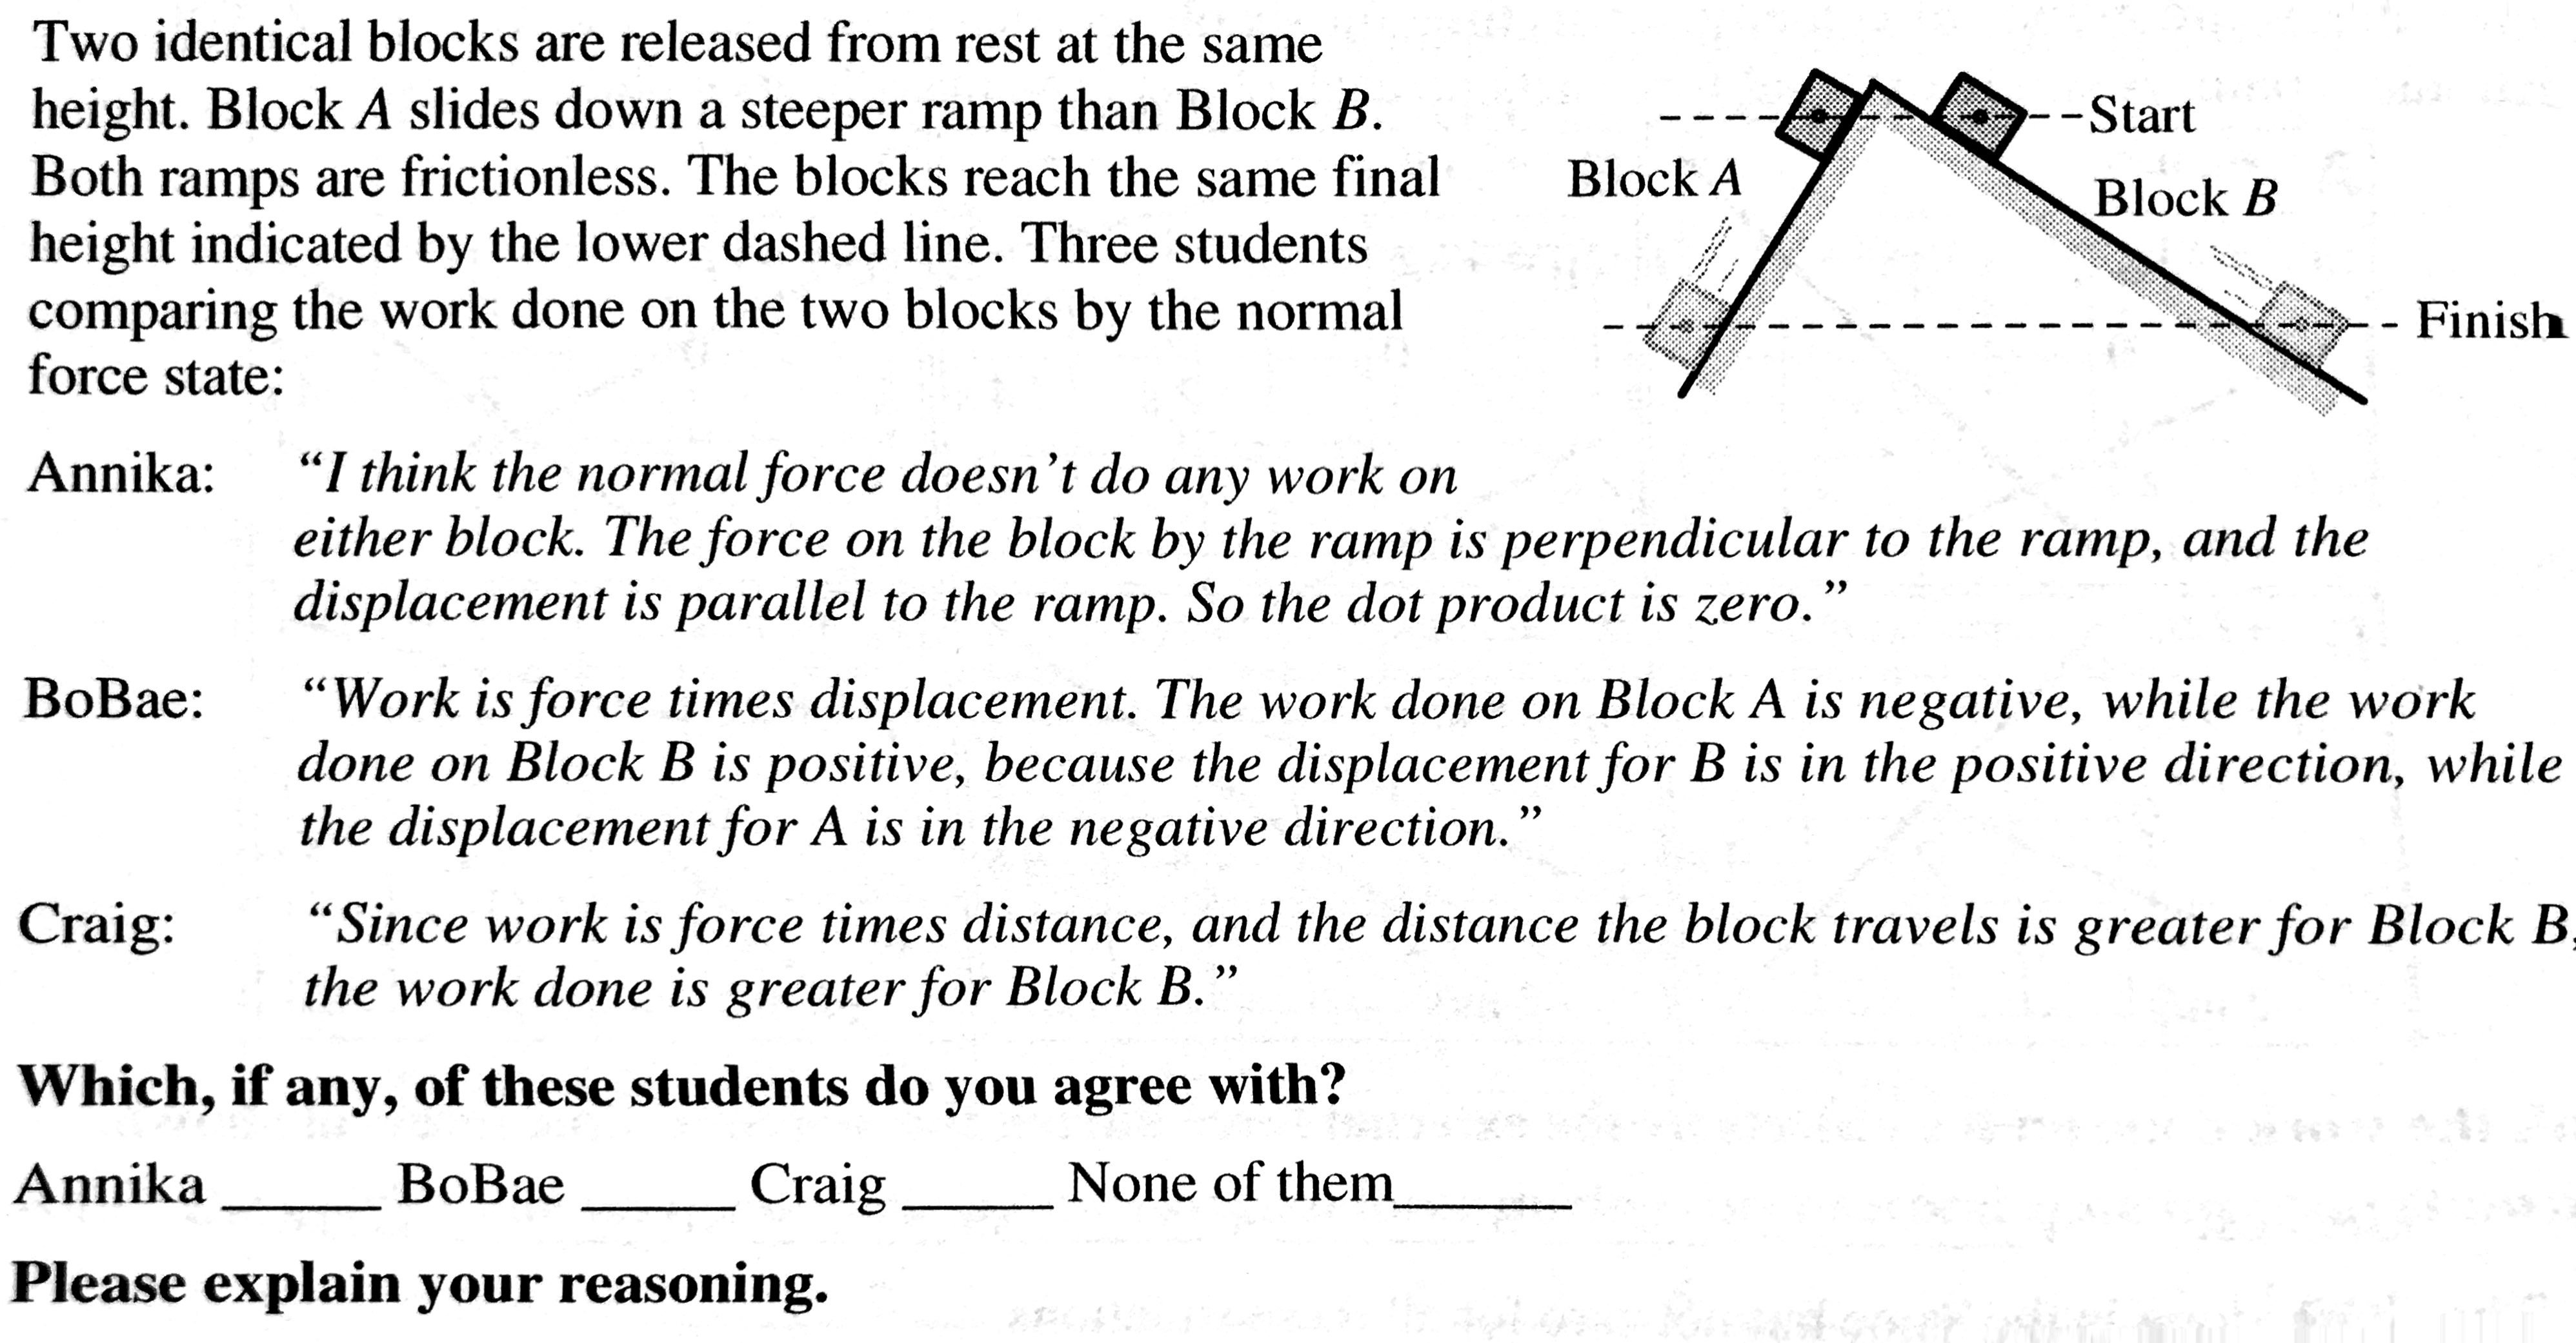 Two identical blocks are released from rest at the same
height. Block A slides down a steeper ramp than Block B.
Both ramps are frictionless. The blocks reach the same final
height indicated by the lower dashed line. Three students
comparing the work done on the two blocks by the normal
force state:
Start
Block A
Block B
Finish
Annika: “I think the normal force doesn’t do any work on
either block. The force on the block by the ramp is perpendicular to the ramp, and the
displacement is parallel to the ramp. So the dot product is zero.”
BoBae: “Work is force times displacement. The work done on Block A is negative, while the work
done on Block B is positive, because the displacement for B is in the positive direction, while
the displacement for A is in the negative direction.”
Craig: “Since work is force times distance, and the distance the block travels is greater for Block B,
the work done is greater for Block B.”
Which, if any, of these students do you agree with?
Annika _____ BoBae _____ Craig _____ None of them______
Please explain your reasoning.